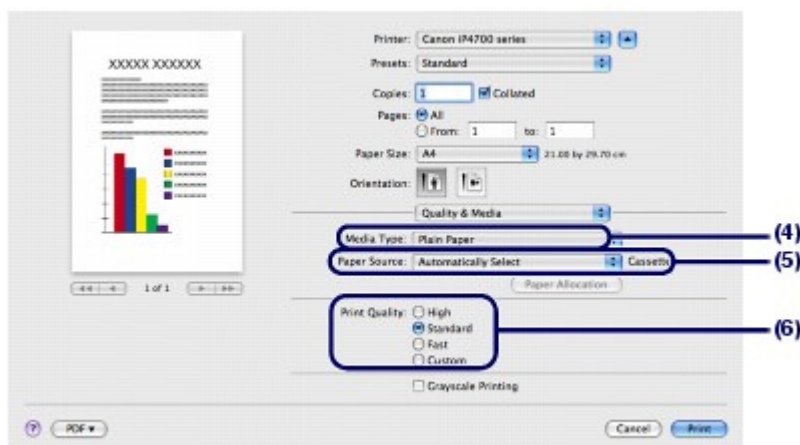 XXXXX XXXXXX
1 of 1
Printer: Canon iP4700 series
Presets: Standard
Copies: 1 Collated
Pages: All
From: 1 to: 1
Paper Size: A4 21.00 by 29.70 cm
Orientation:
Quality & Media
Media Type: Plain Paper
(4)
Paper Source: Automatically Select Cassette
(5)
Paper Allocation
Print Quality: High
Standard
Fast
Custom
(6)
Grayscale Printing
? PDF Cancel Print